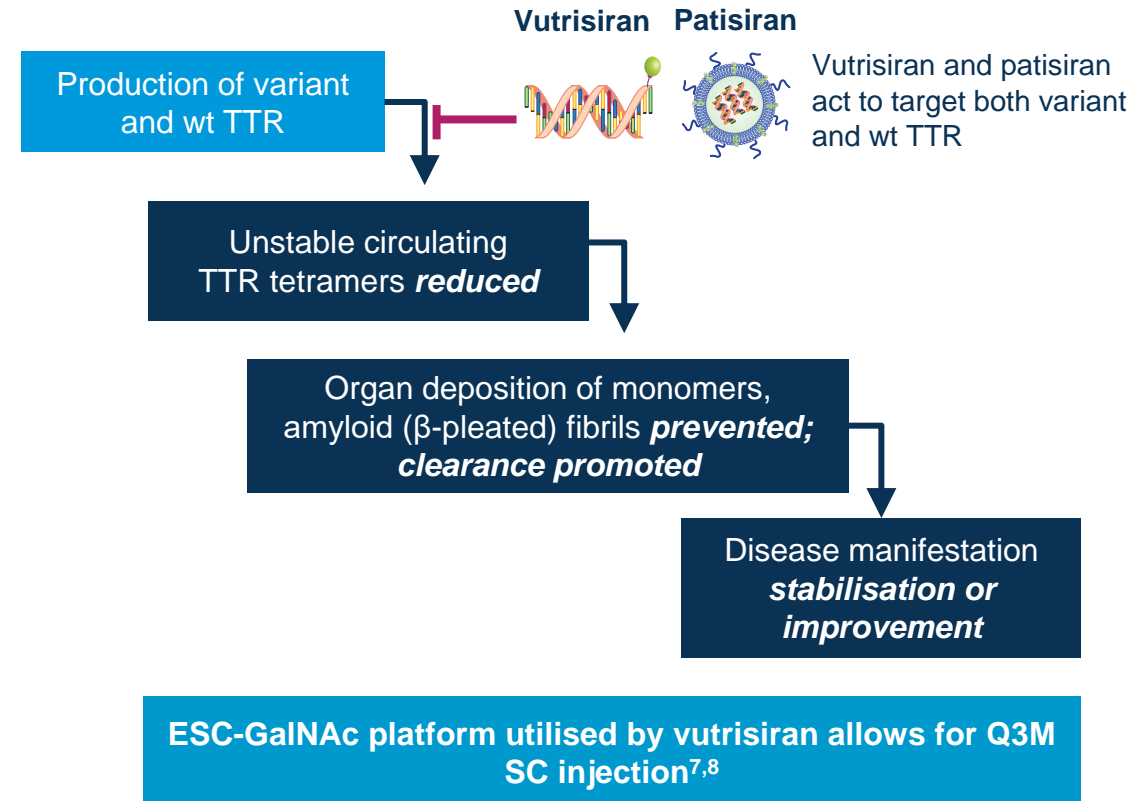 Vutrisiran Patisiran
Production of variant
and wt TTR
Vutrisiran and patisiran
act to target both variant
and wt TTR
Unstable circulating
TTR tetramers reduced
Organ deposition of monomers,
amyloid (β-pleated) fibrils prevented;
clearance promoted
Disease manifestation
stabilisation or
improvement
ESC-GalNAc platform utilised by vutrisiran allows for Q3M
SC injection7,8